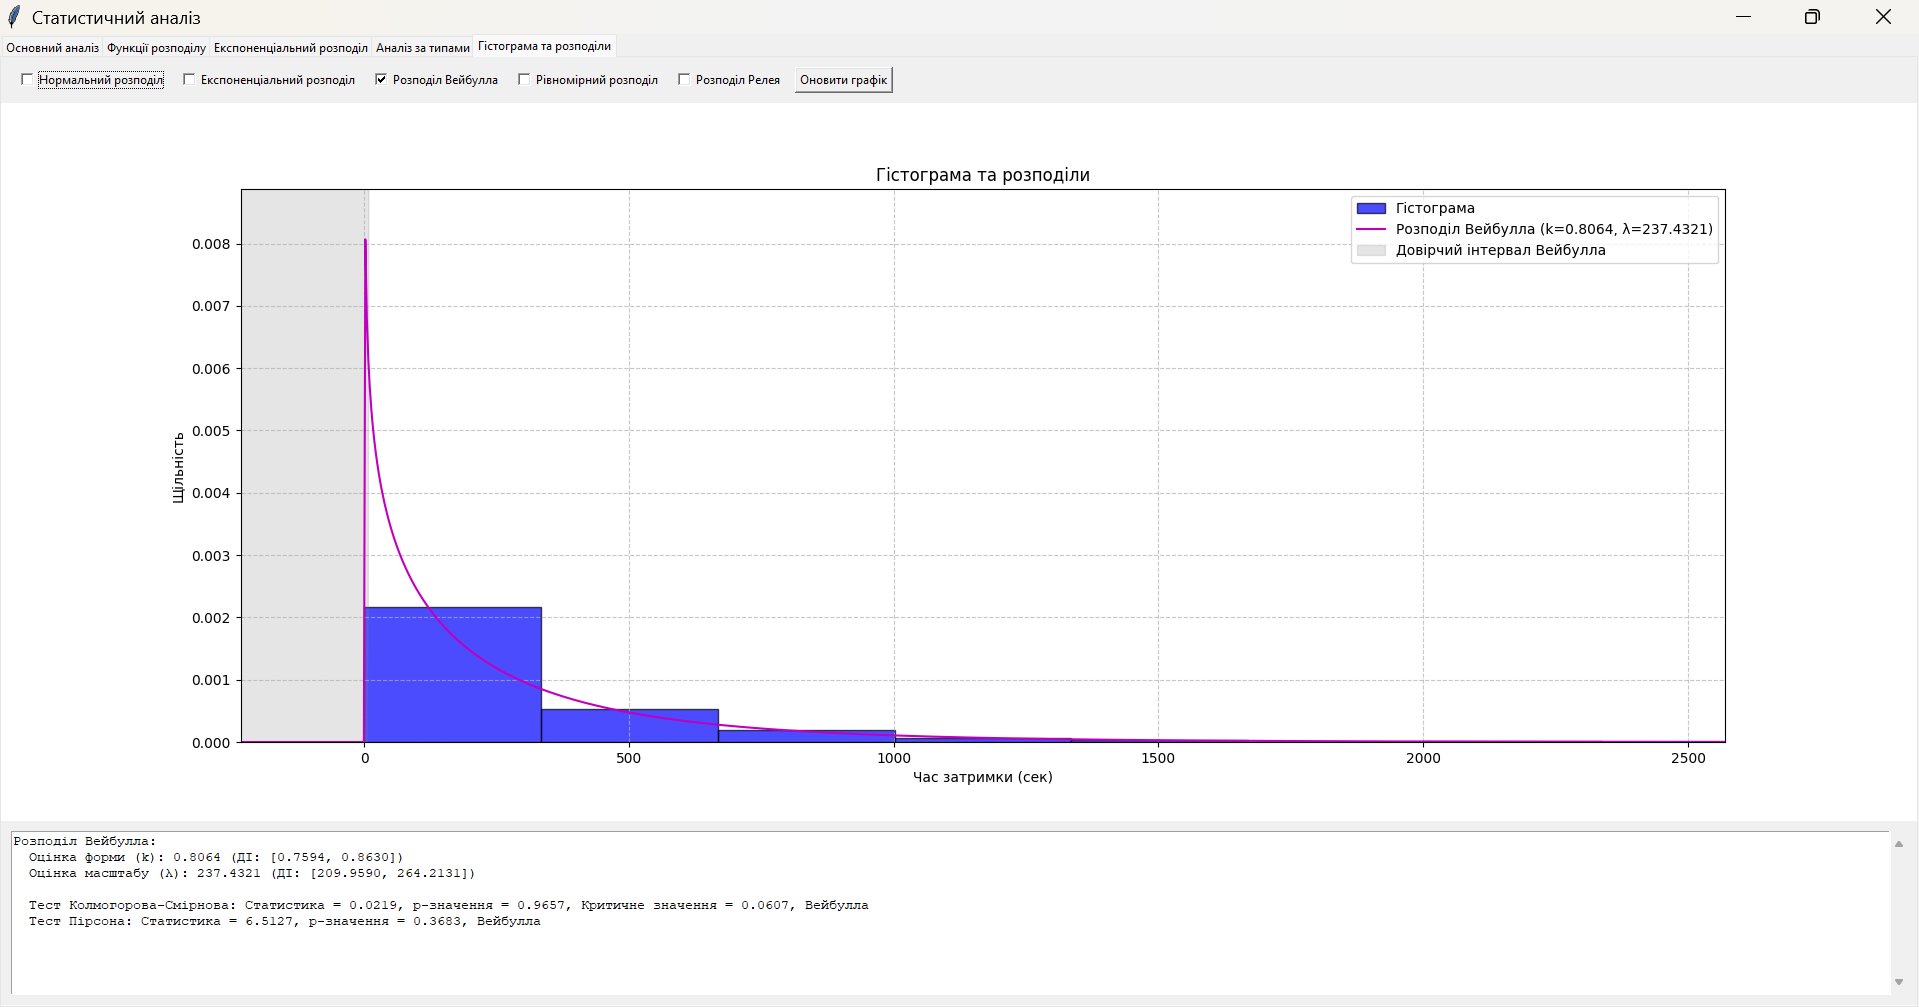 Статистичний аналіз
Основний аналіз Функції розподілу Експоненціальний розподіл Аналіз за типами Гістограма та розподіли
Нормальний розподіл Експоненціальний розподіл Розподіл Вейбулла Рівномірний розподіл Розподіл Релея Оновити графік
Гістограма та розподіли
Гістограма
Розподіл Вейбулла (k=0.8064, λ=237.4321)
Довірчий інтервал Вейбулла
0.008
0.007
0.006
0.005
0.004
0.003
0.002
0.001
0.000
Щільність
0 500 1000 1500 2000 2500
Час затримки (сек)
Розподіл Вейбулла:
Оцінка форми (k): 0.8064 (ДІ: [0.7594, 0.8630])
Оцінка масштабу (λ): 237.4321 (ДІ: [209.9590, 264.2131])
Тест Колмогорова-Смірнова: Статистика = 0.0219, p-значення = 0.9657, Критичне значення = 0.0607, Вейбулла
Тест Пірсона: Статистика = 6.5127, p-значення = 0.3683, Вейбулла